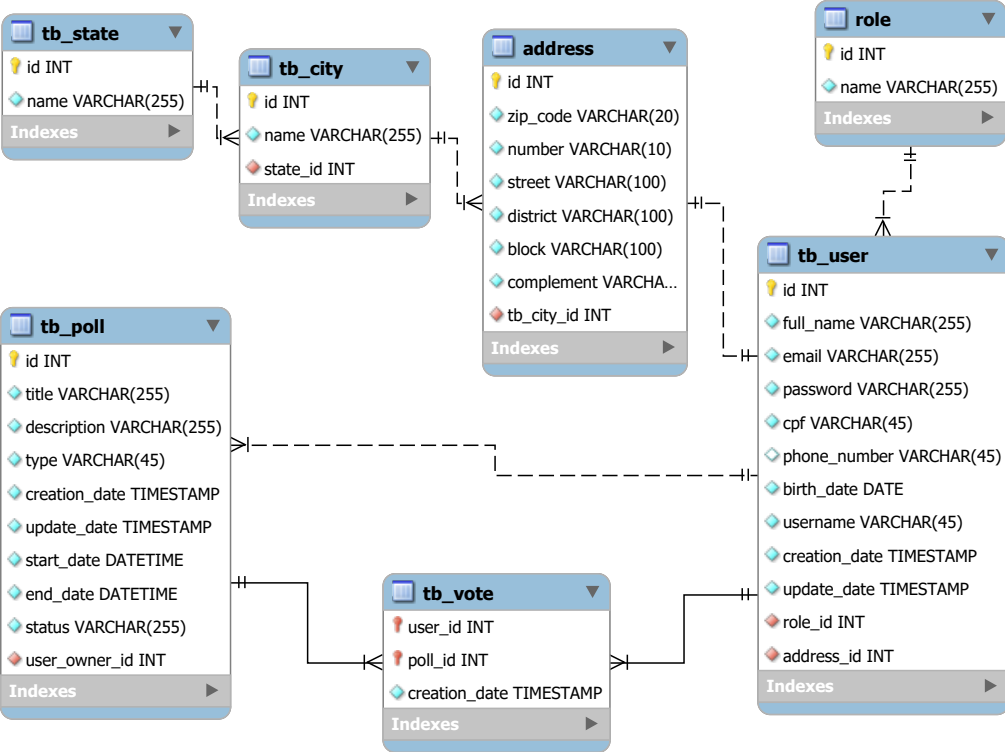 tb_state
id INT
name VARCHAR(255)
Indexes
tb_city
id INT
name VARCHAR(255)
state_id INT
Indexes
address
id INT
zip_code VARCHAR(20)
number VARCHAR(10)
street VARCHAR(100)
district VARCHAR(100)
block VARCHAR(100)
complement VARCHA...
tb_city_id INT
Indexes
role
id INT
name VARCHAR(255)
Indexes
tb_user
id INT
full_name VARCHAR(255)
email VARCHAR(255)
password VARCHAR(255)
cpf VARCHAR(45)
phone_number VARCHAR(45)
birth_date DATE
username VARCHAR(45)
creation_date TIMESTAMP
update_date TIMESTAMP
role_id INT
address_id INT
Indexes
tb_poll
id INT
title VARCHAR(255)
description VARCHAR(255)
type VARCHAR(45)
creation_date TIMESTAMP
update_date TIMESTAMP
start_date DATETIME
end_date DATETIME
status VARCHAR(255)
user_owner_id INT
Indexes
tb_vote
user_id INT
poll_id INT
creation_date TIMESTAMP
Indexes